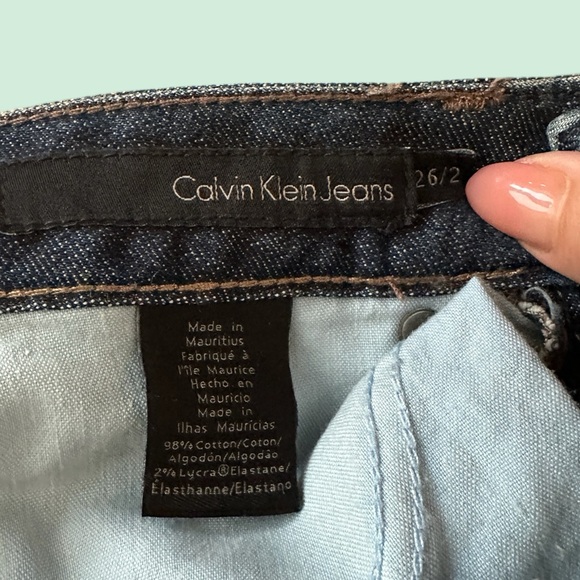 Calvin Klein Jeans 26/2
Made in
Mauritius
Fabriqué à
l'île Maurice
Hecho en
Mauricio
Made in
Ilhas Maurícias
98% Cotton/Coton/
Algodón/Algodão
2% Lycra®Elastane/
Élasthanne/Elastano